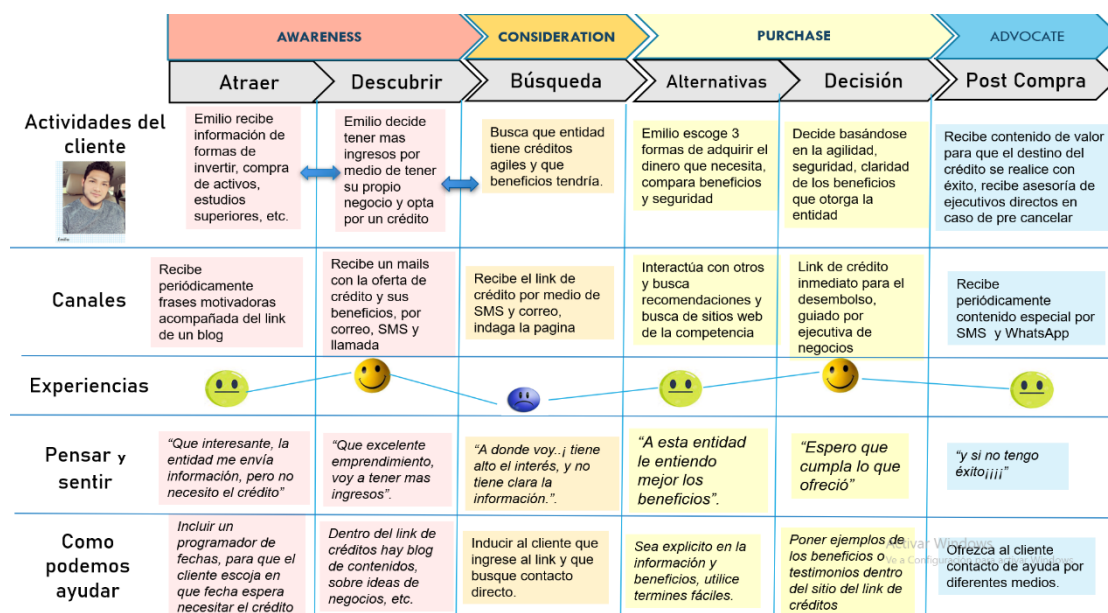 AWARENESS
CONSIDERATION
PURCHASE
ADVOCATE
Atraer
Descubrir
Búsqueda
Alternativas
Decisión
Post Compra
Actividades del
cliente
Emilio
Emilio recibe
información de
formas de
invertir, compra
de activos,
estudios
superiores, etc.
Emilio decide
tener mas
ingresos por
medio de tener
su propio
negocio y opta
por un crédito
Busca que entidad
tiene créditos
agiles y que
beneficios tendría.
Emilio escoge 3
formas de adquirir el
dinero que necesita,
compara beneficios
y seguridad
Decide basándose
en la agilidad,
seguridad, claridad
de los beneficios
que otorga la
entidad
Recibe contenido de valor
para que el destino del
crédito se realice con
éxito, recibe asesoría de
ejecutivos directos en
caso de pre cancelar
Canales
Recibe
periódicamente
frases motivadoras
acompañada del link
de un blog
Recibe un mails
con la oferta de
crédito y sus
beneficios, por
correo, SMS y
llamada
Recibe el link de
crédito por medio de
SMS y correo,
indaga la pagina
Interactúa con otros
y busca
recomendaciones y
busca de sitios web
de la competencia
Link de crédito
inmediato para el
desembolso,
guiado por
ejecutiva de
negocios
Recibe
periódicamente
contenido especial por
SMS y WhatsApp
Experiencias
Pensar y
sentir
“Que interesante, la
entidad me envía
información, pero no
necesito el crédito”
“Que excelente
emprendimiento,
voy a tener mas
ingresos”.
“A donde voy..¡ tiene
alto el interés, y no
tiene clara la
información.”.
“A esta entidad
le entiendo
mejor los
beneficios”.
“Espero que
cumpla lo que
ofreció”
“y si no tengo
éxito¡¡¡¡”
Como
podemos
ayudar
Incluir un
programador de
fechas, para que el
cliente escoja en
que fecha espera
necesitar el crédito
Dentro del link de
créditos hay blog
de contenidos,
sobre ideas de
negocios, etc.
Inducir al cliente que
ingrese al link y que
busque contacto
directo.
Sea explicito en la
información y
beneficios, utilice
termines fáciles.
Poner ejemplos de
los beneficios o
testimonios dentro
del sitio del link de
créditos
Ofrezca al cliente
contacto de ayuda por
diferentes medios.
Activar Windows
Ve a Configuración para activar Windows.